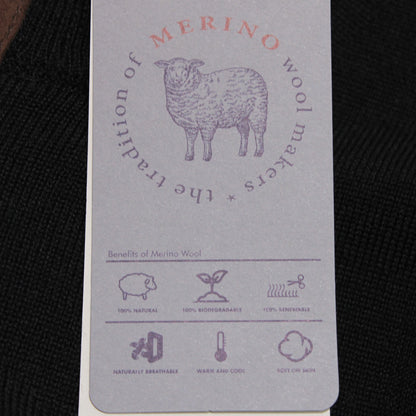 the tradition of MERINO wool makers *
Benefits of Merino Wool
100% NATURAL 100% BIODEGRADABLE 100% RENEWABLE
NATURALLY BREATHABLE WARM AND COOL SOFT ON SKIN